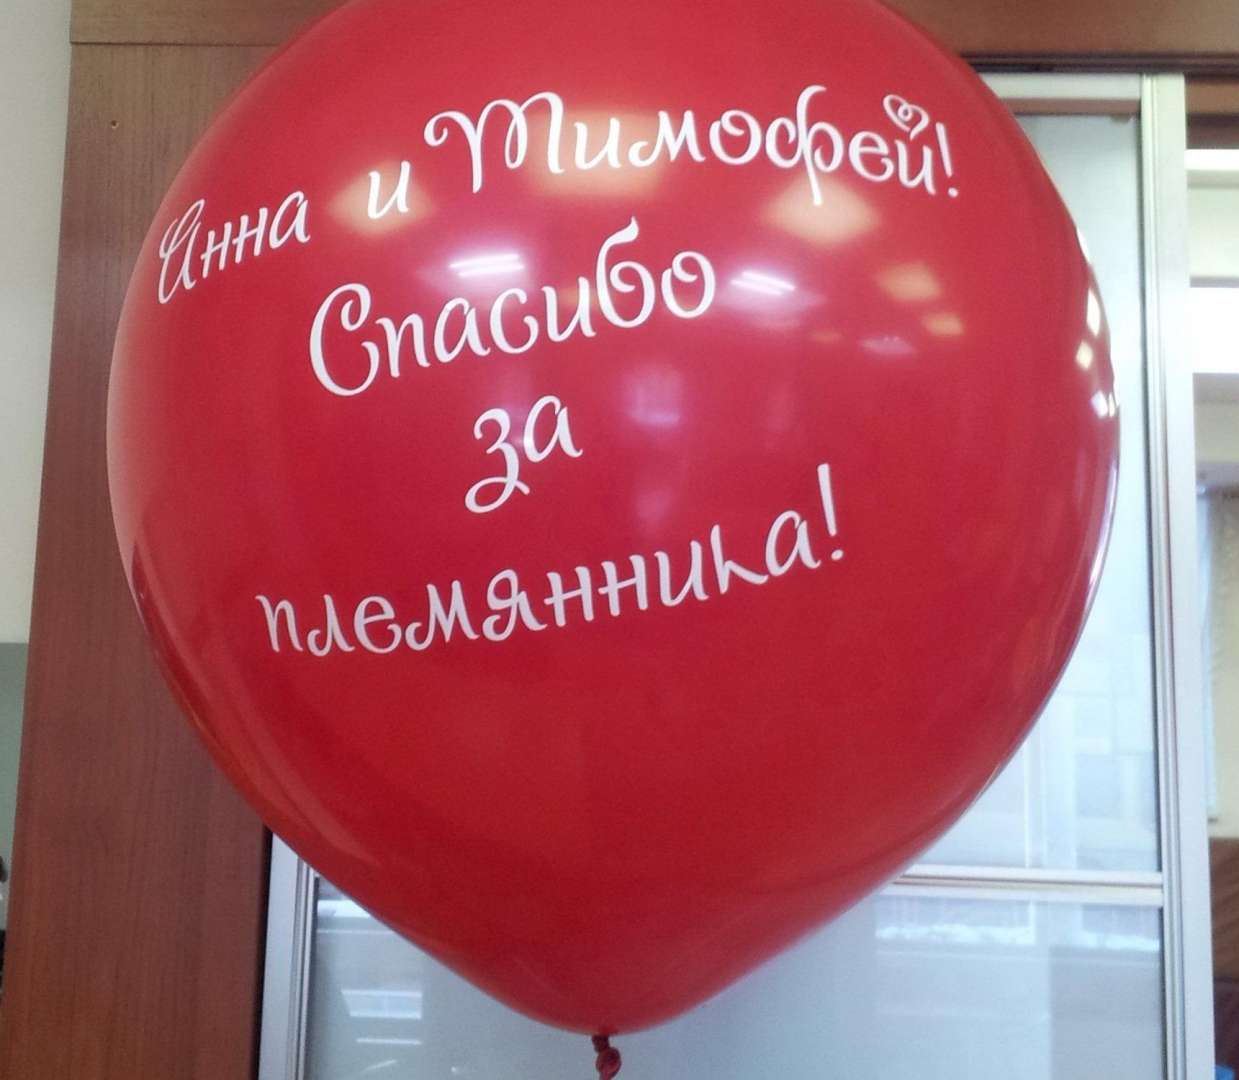 Анна и Тимофей!
Спасибо
за
племянника!